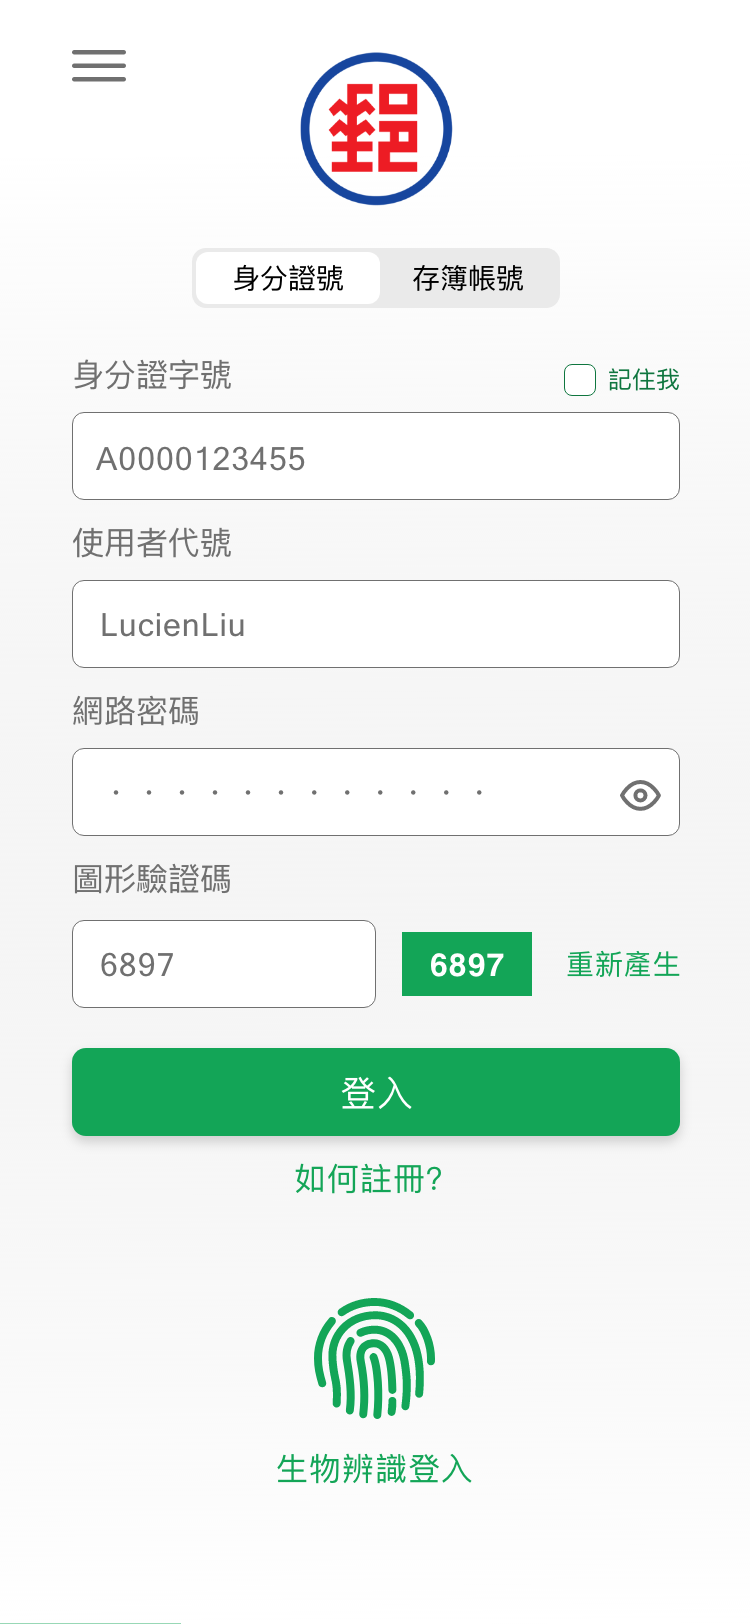 郵
身分證號 存簿帳號
身分證字號 記住我
A0000123455
使用者代號
LucienLiu
網路密碼
· · · · · · · · · · · ·
圖形驗證碼
6897 6897 重新產生
登入
如何註冊?
生物辨識登入